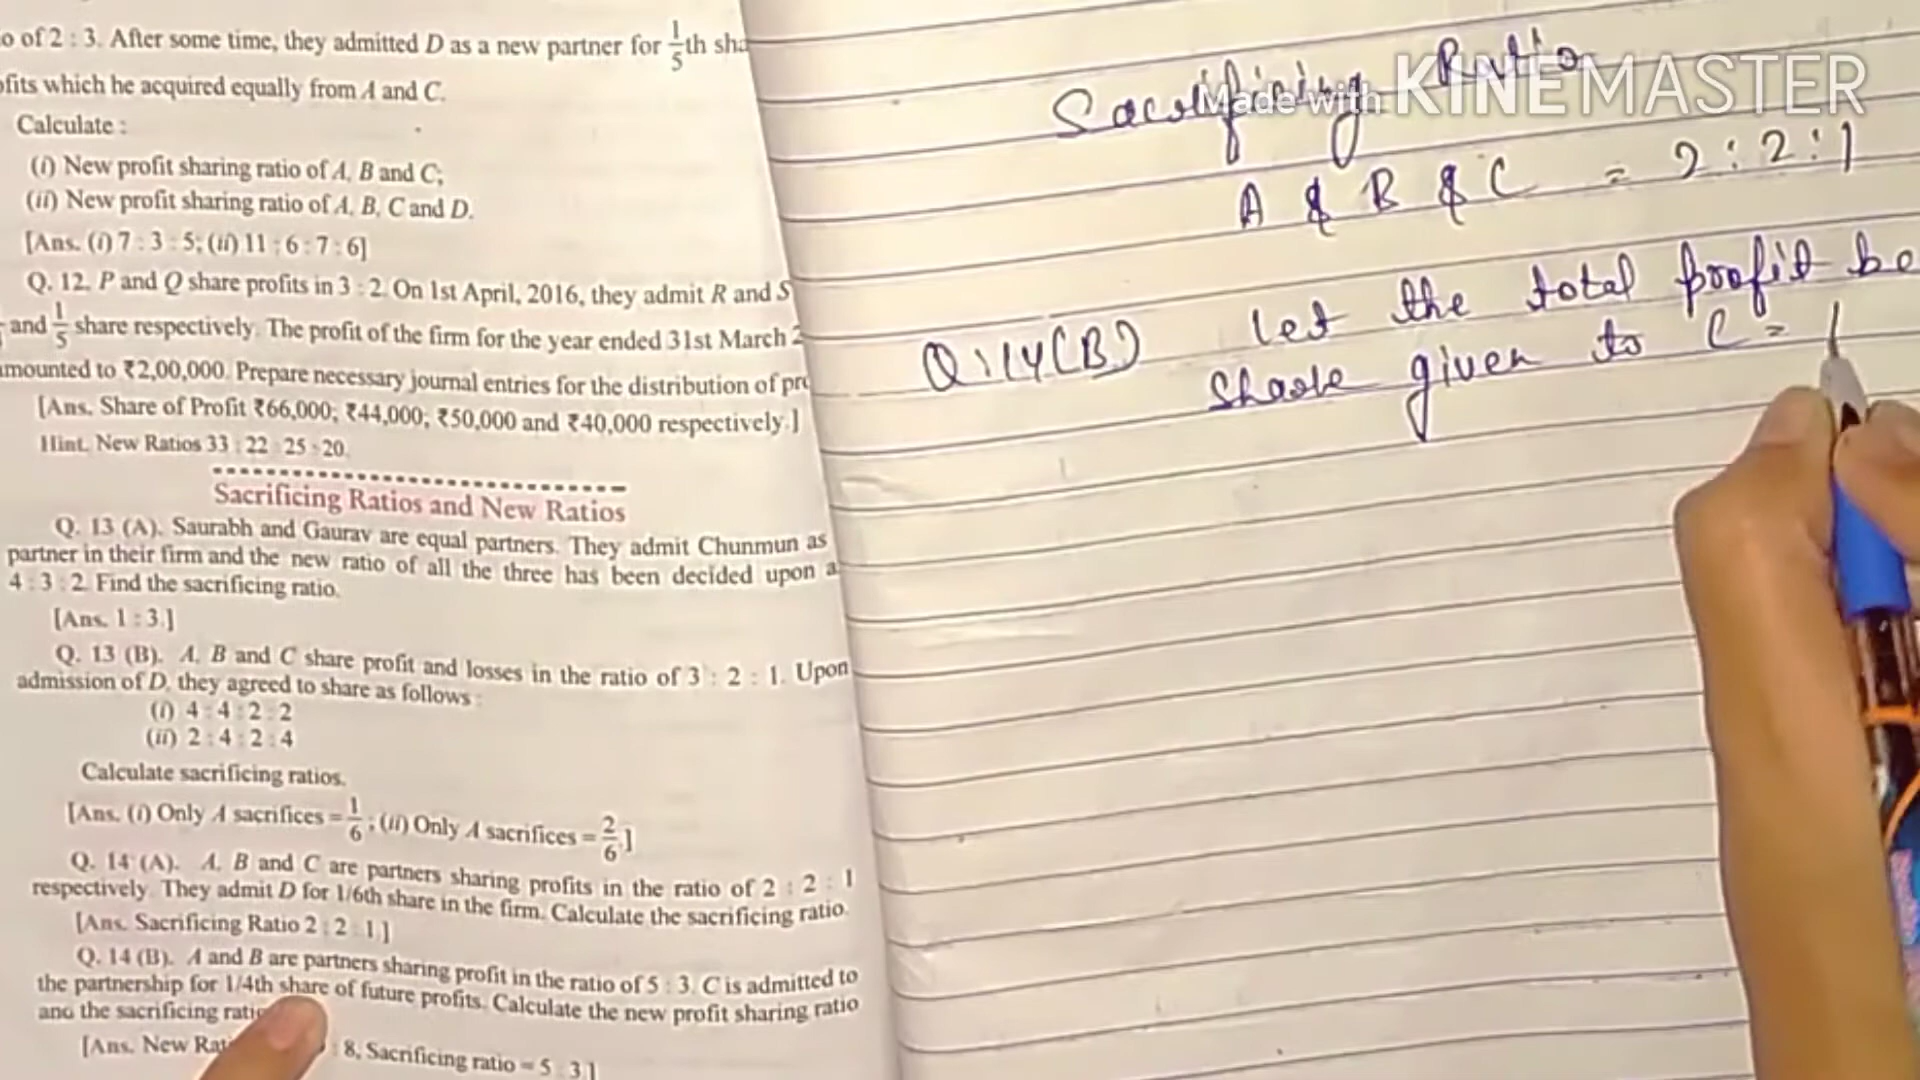 o of 2 : 3. After some time, they admitted D as a new partner for 1/5 th sha
ofits which he acquired equally from A and C.
Calculate :
(i) New profit sharing ratio of A, B and C;
(ii) New profit sharing ratio of A, B, C and D.
[Ans. (i) 7 : 3 : 5; (ii) 11 : 6 : 7 : 6]
Q. 12. P and Q share profits in 3 : 2. On 1st April, 2016, they admit R and S
and 1/5 share respectively. The profit of the firm for the year ended 31st March 2
mounted to ₹2,00,000. Prepare necessary journal entries for the distribution of pro
[Ans. Share of Profit ₹66,000; ₹44,000; ₹50,000 and ₹40,000 respectively.]
Hint. New Ratios 33 : 22 : 25 : 20.
Sacrificing Ratios and New Ratios
Q. 13 (A). Saurabh and Gaurav are equal partners. They admit Chunmun as
partner in their firm and the new ratio of all the three has been decided upon a
4 : 3 : 2. Find the sacrificing ratio.
[Ans. 1 : 3.]
Q. 13 (B). A, B and C share profit and losses in the ratio of 3 : 2 : 1. Upon
admission of D, they agreed to share as follows :
(i) 4 : 4 : 2 : 2
(ii) 2 : 4 : 2 : 4
Calculate sacrificing ratios.
[Ans. (i) Only A sacrifices = 1/6 ; (ii) Only A sacrifices = 2/6 ]
Q. 14 (A). A, B and C are partners sharing profits in the ratio of 2 : 2 : 1
respectively. They admit D for 1/6th share in the firm. Calculate the sacrificing ratio.
[Ans. Sacrificing Ratio 2 : 2 : 1.]
Q. 14 (B). A and B are partners sharing profit in the ratio of 5 : 3. C is admitted to
the partnership for 1/4th share of future profits. Calculate the new profit sharing ratio
and the sacrificing ratio
[Ans. New Rat : 8, Sacrificing ratio = 5 : 3]
Sacrificing Ratio
Made with KINEMASTER
A & B & C = 2 : 2 : 1
Q:14(B) Let the total profit be
Share given to C = 1